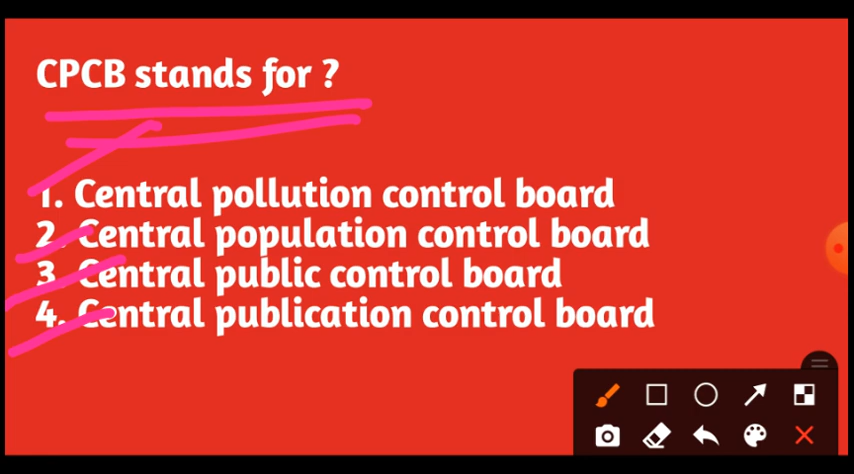 CPCB stands for ?
1. Central pollution control board
2. Central population control board
3. Central public control board
4. Central publication control board